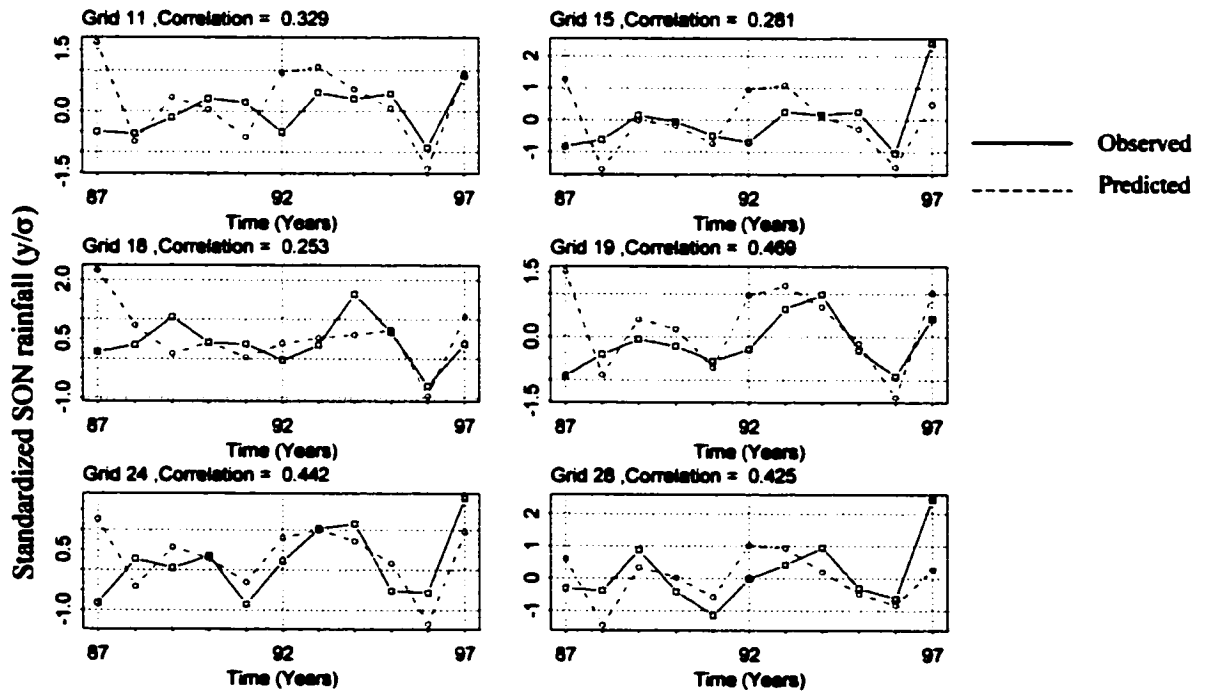 Standardized SON rainfall (y/σ)
Grid 11 ,Correlation = 0.329
1.5
0.0
-1.5
87
92
97
Time (Years)
Grid 15 ,Correlation = 0.281
2
1
0
-1
87
92
97
Time (Years)
Observed
Predicted
Grid 18 ,Correlation = 0.253
2.0
0.5
-1.0
87
92
97
Time (Years)
Grid 19 ,Correlation = 0.469
1.5
0.0
-1.5
87
92
97
Time (Years)
Grid 24 ,Correlation = 0.442
0.5
-1.0
87
92
97
Time (Years)
Grid 28 ,Correlation = 0.425
2
1
0
-1
87
92
97
Time (Years)